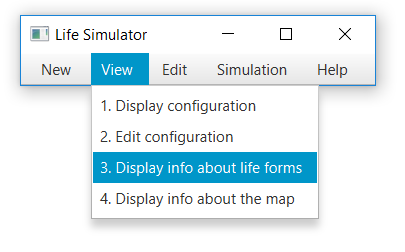 Life Simulator
New View Edit Simulation Help
1. Display configuration
2. Edit configuration
3. Display info about life forms
4. Display info about the map